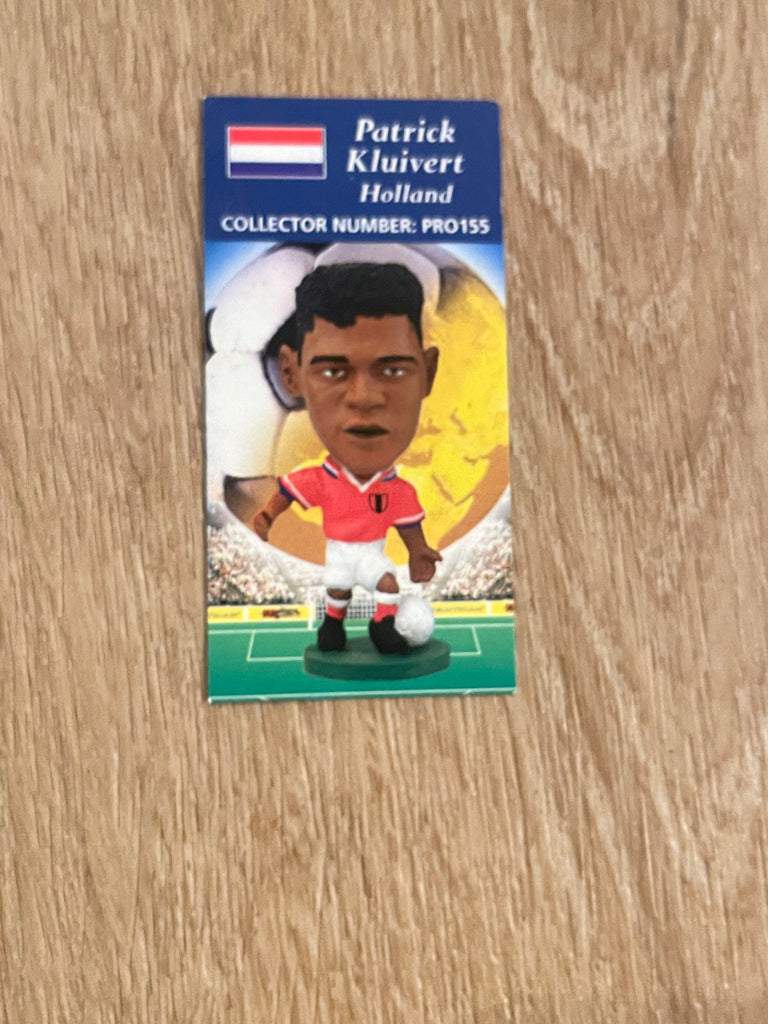 Patrick
Kluivert
Holland
COLLECTOR NUMBER: PRO155